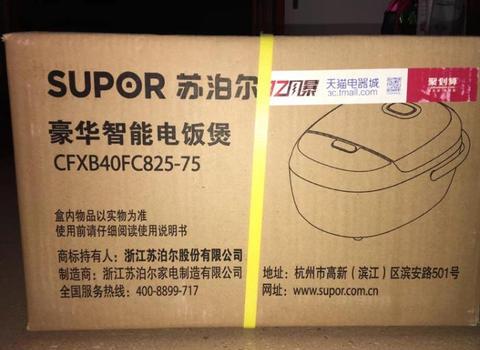 SUPOR 苏泊尔
亿风暴
天猫电器城
3c.tmall.com
聚划算
豪华智能电饭煲
CFXB40FC825-75
盒内物品以实物为准
使用前请仔细阅读使用说明书
商标持有人：浙江苏泊尔股份有限公司
制造商：浙江苏泊尔家电制造有限公司
全国服务热线：400-8899-717
地址：杭州市高新（滨江）区滨安路501号
网址：www.supor.com.cn